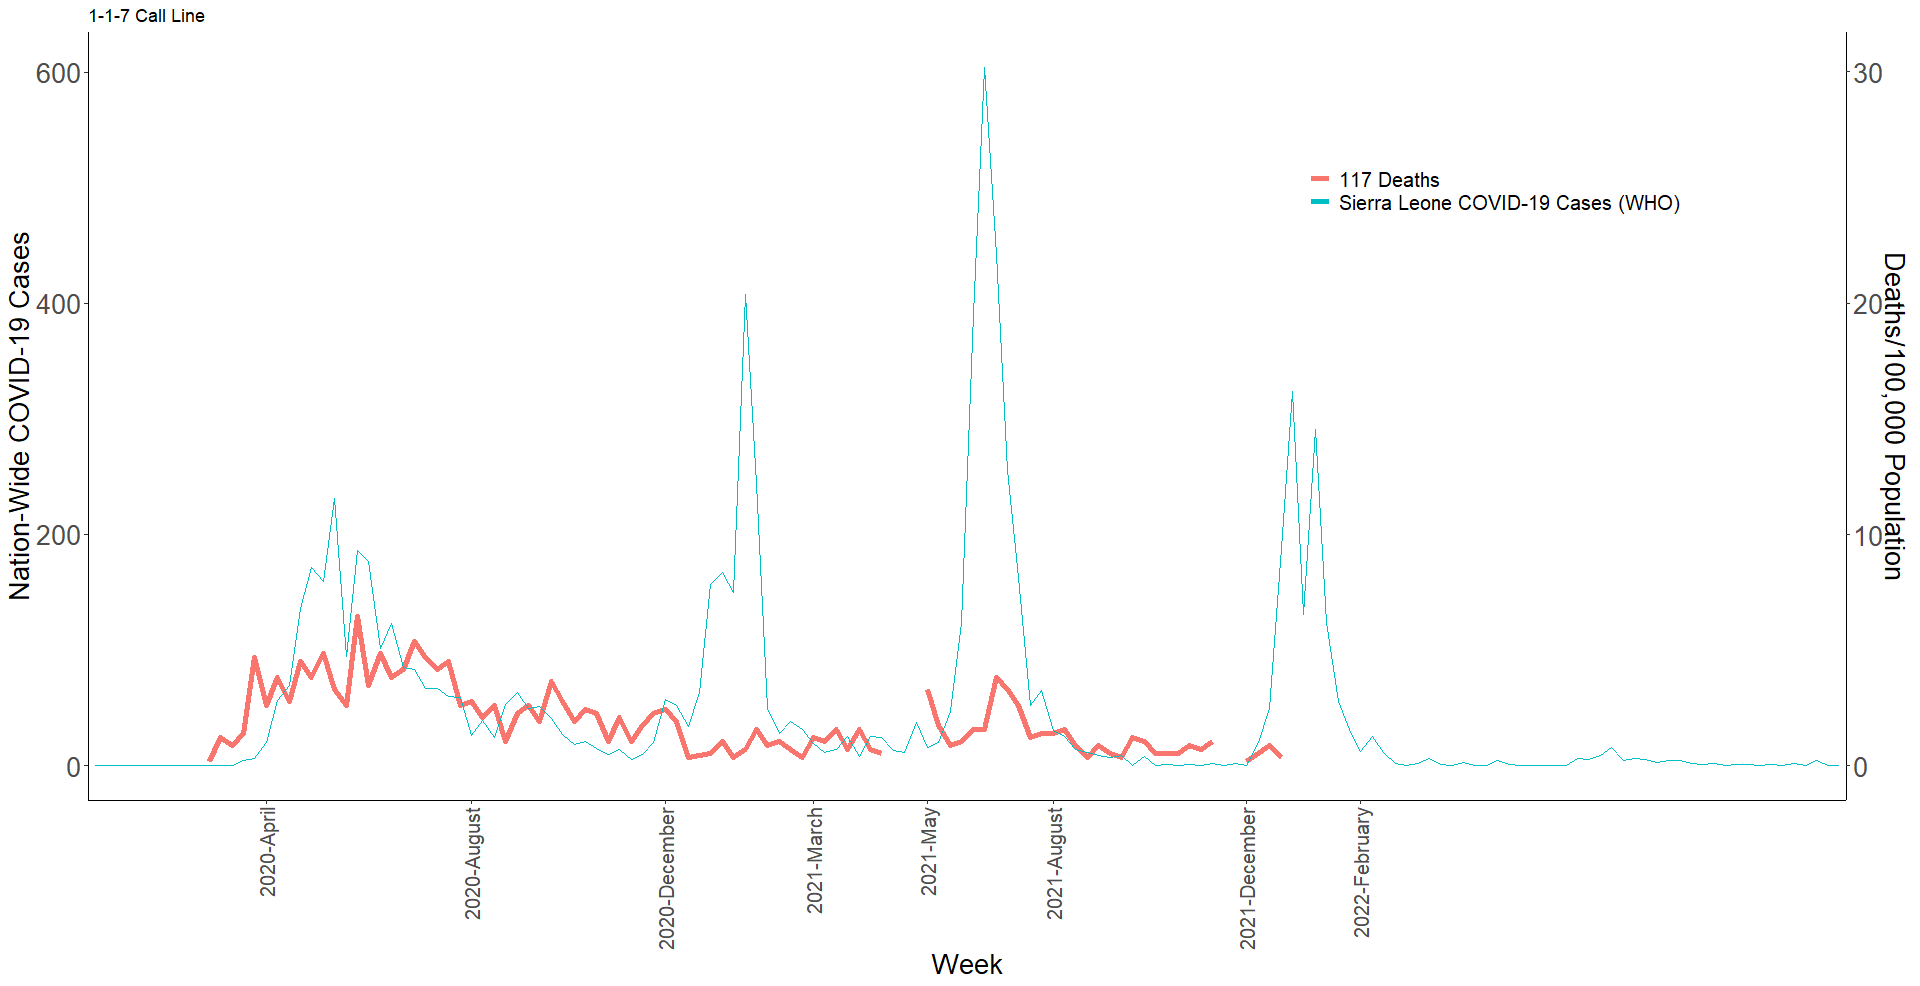 1-1-7 Call Line
Nation-Wide COVID-19 Cases
600
400
200
0
117 Deaths
Sierra Leone COVID-19 Cases (WHO)
30
20
10
0
Deaths/100,000 Population
2020-April
2020-August
2020-December
2021-March
2021-May
2021-August
2021-December
2022-February
Week